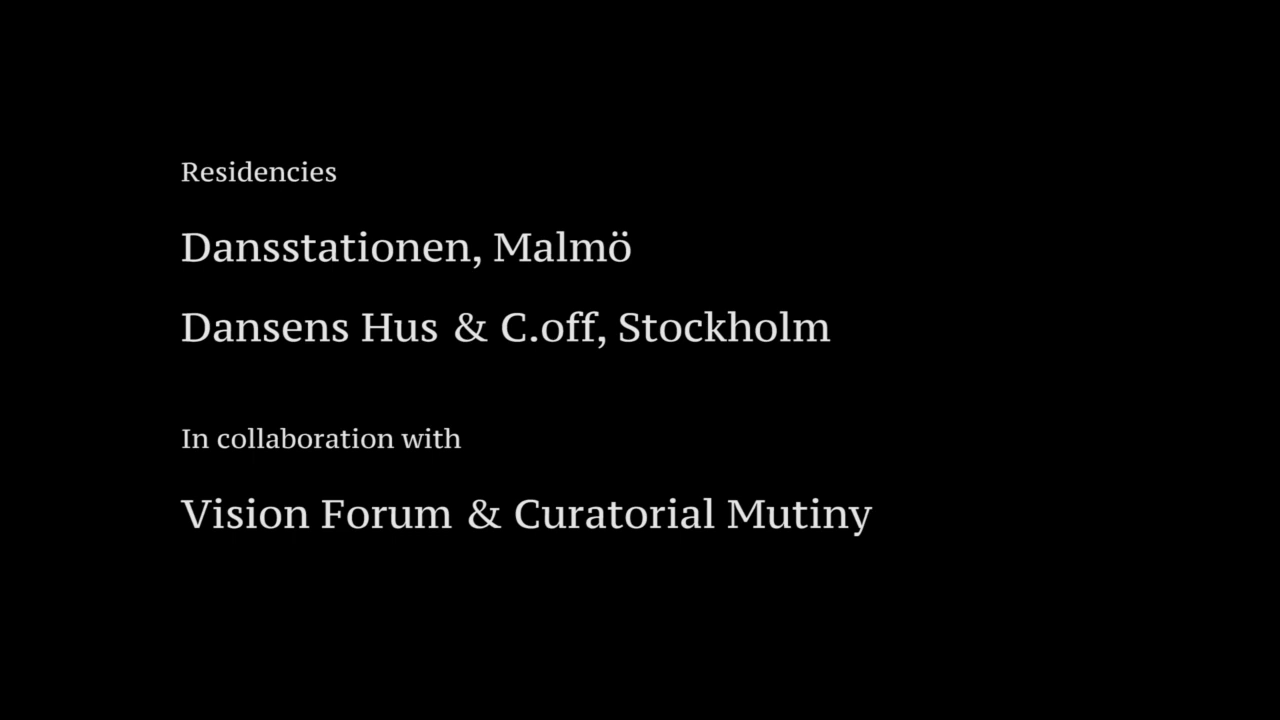 Residencies
Dansstationen, Malmö
Dansens Hus & C.off, Stockholm
In collaboration with
Vision Forum & Curatorial Mutiny